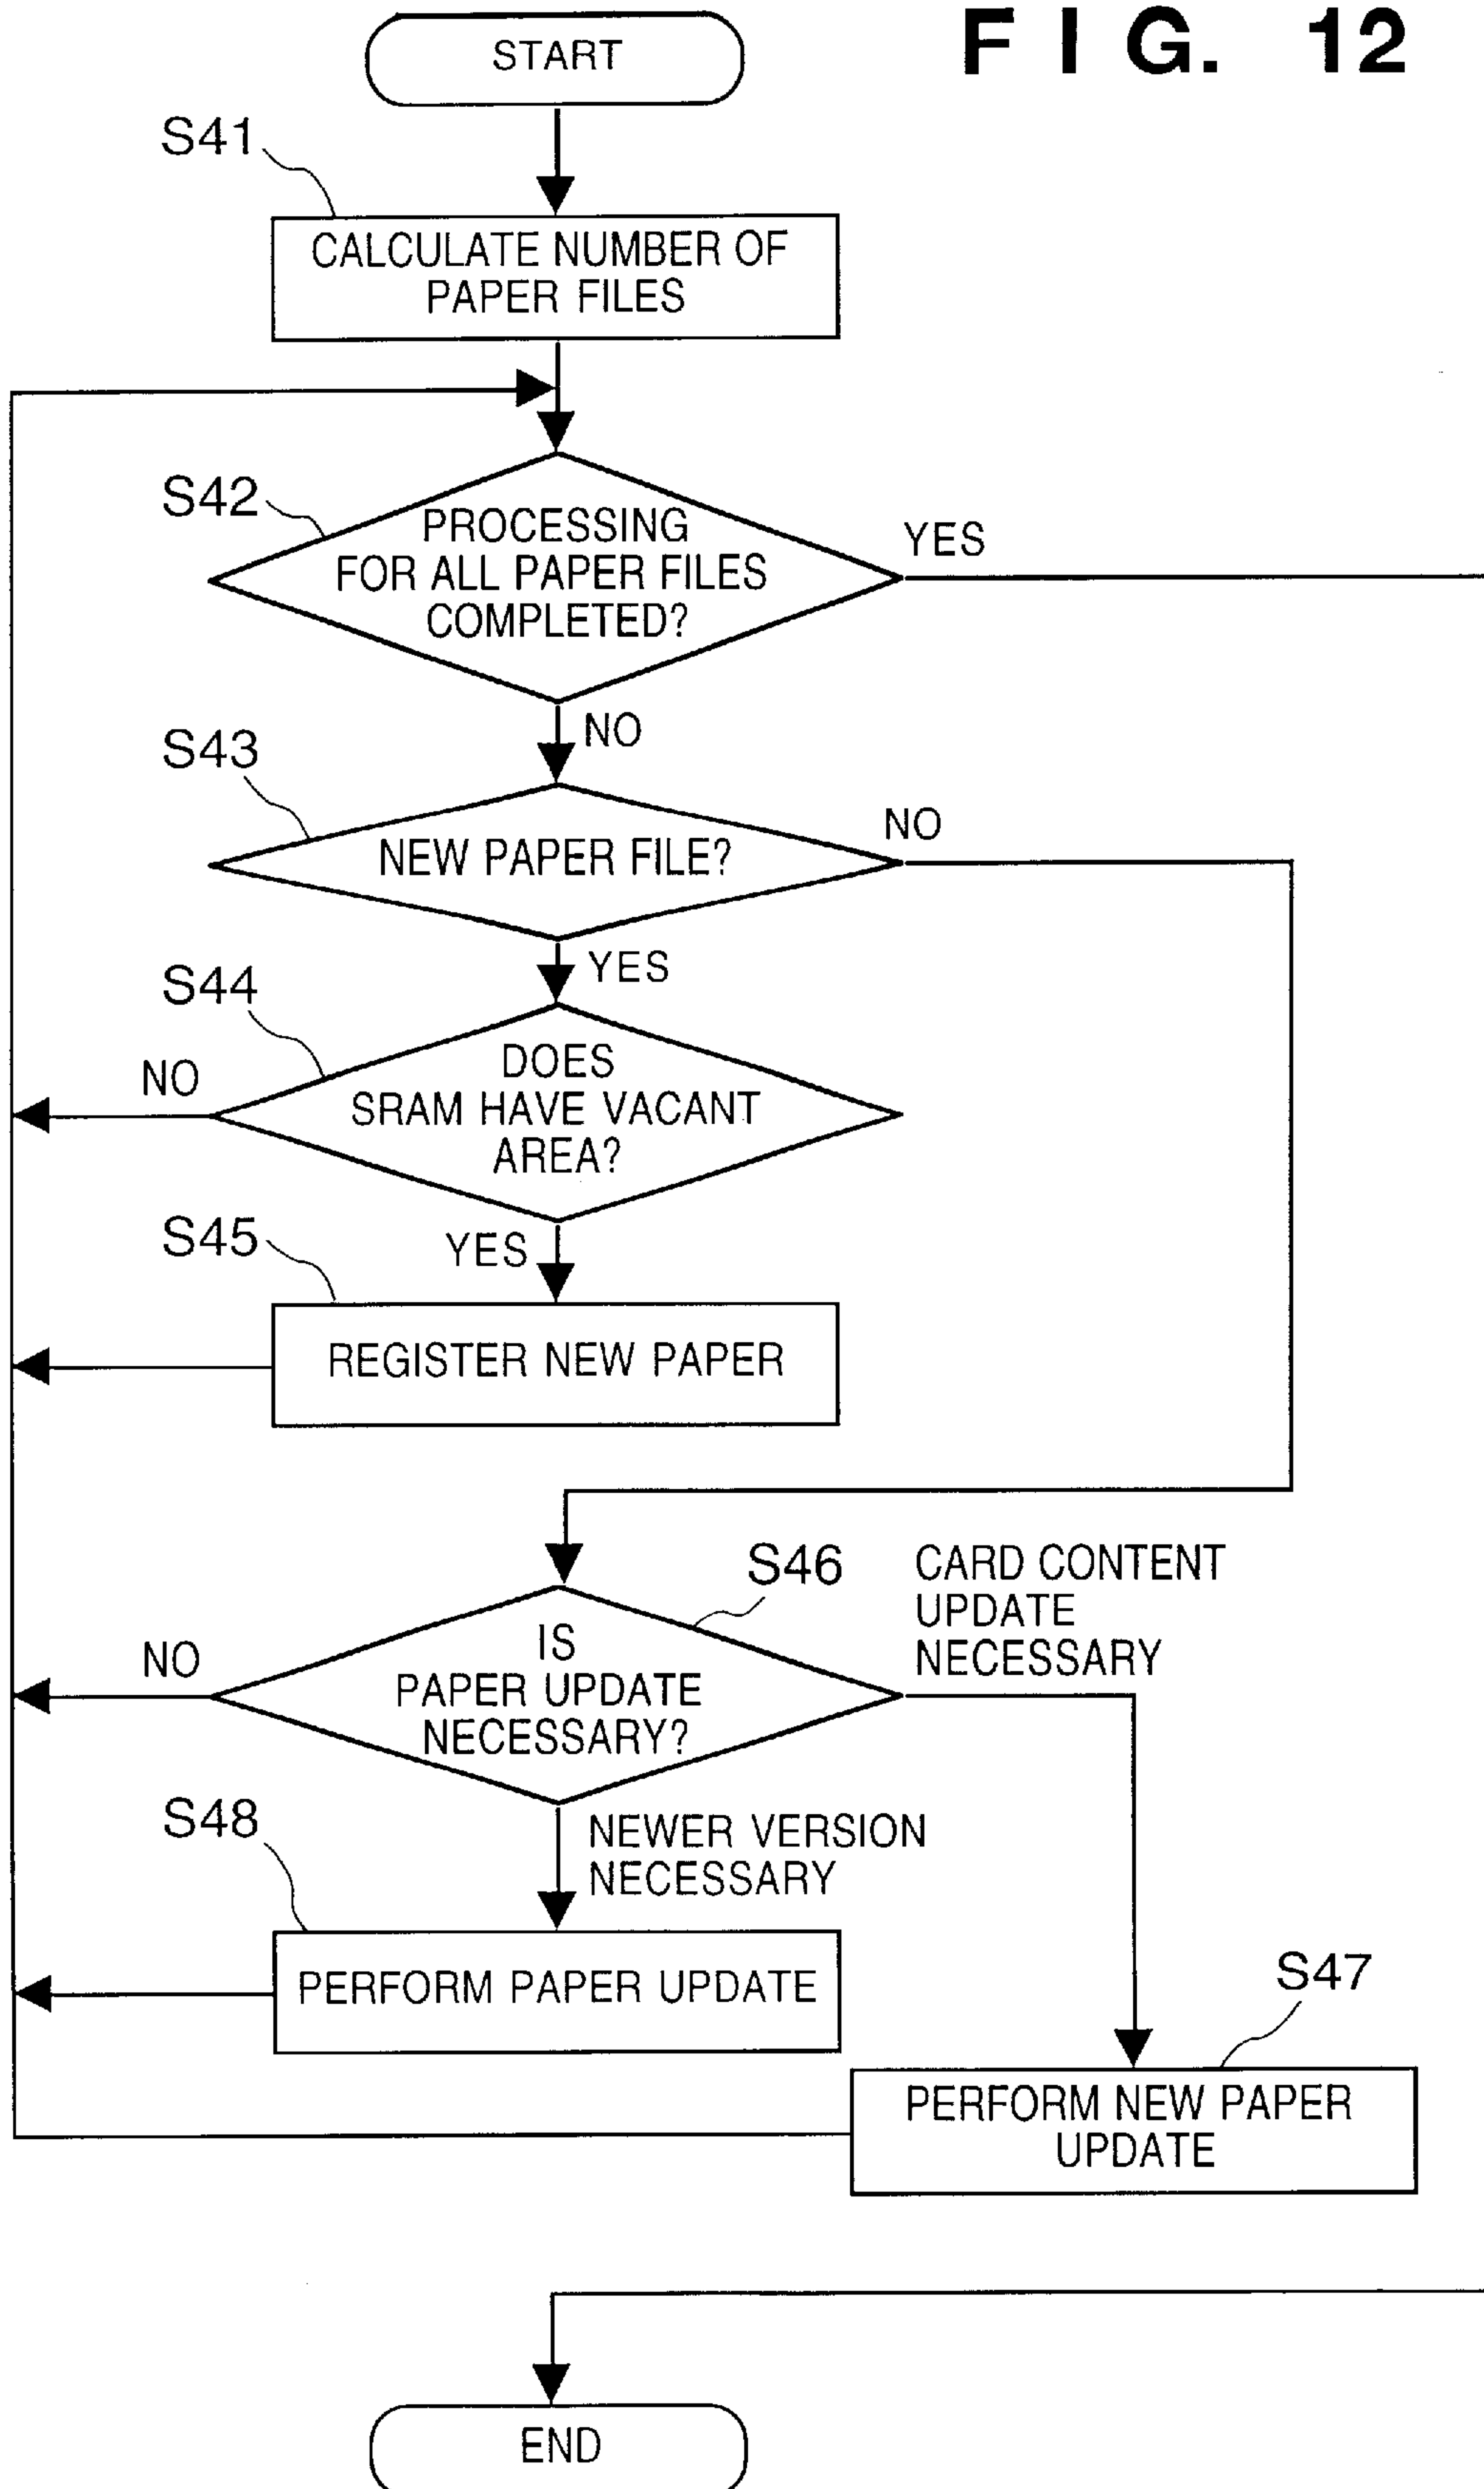 FIG. 12
START
S41
CALCULATE NUMBER OF
PAPER FILES
S42
PROCESSING
FOR ALL PAPER FILES
COMPLETED?
YES
NO
S43
NEW PAPER FILE?
NO
YES
S44
DOES
SRAM HAVE VACANT
AREA?
NO
YES
S45
REGISTER NEW PAPER
S46
IS
PAPER UPDATE
NECESSARY?
NO
CARD CONTENT
UPDATE
NECESSARY
NEWER VERSION
NECESSARY
S48
PERFORM PAPER UPDATE
S47
PERFORM NEW PAPER
UPDATE
END